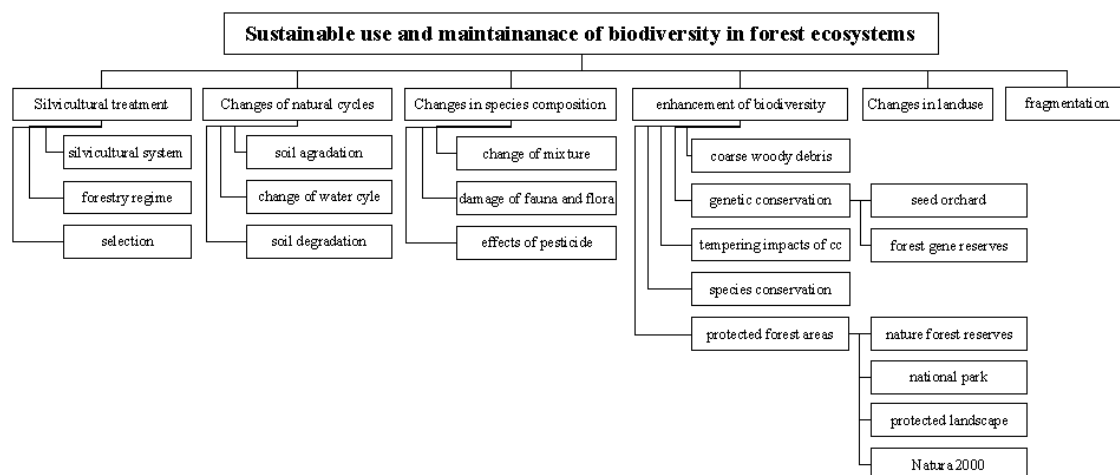 Sustainable use and maintainanace of biodiversity in forest ecosystems
Silvicultural treatment
Changes of natural cycles
Changes in species composition
enhancement of biodiversity
Changes in landuse
fragmentation
silvicultural system
forestry regime
selection
soil agradation
change of water cyle
soil degradation
change of mixture
damage of fauna and flora
effects of pesticide
coarse woody debris
genetic conservation
seed orchard
forest gene reserves
tempering impacts of cc
species conservation
protected forest areas
nature forest reserves
national park
protected landscape
Natura 2000